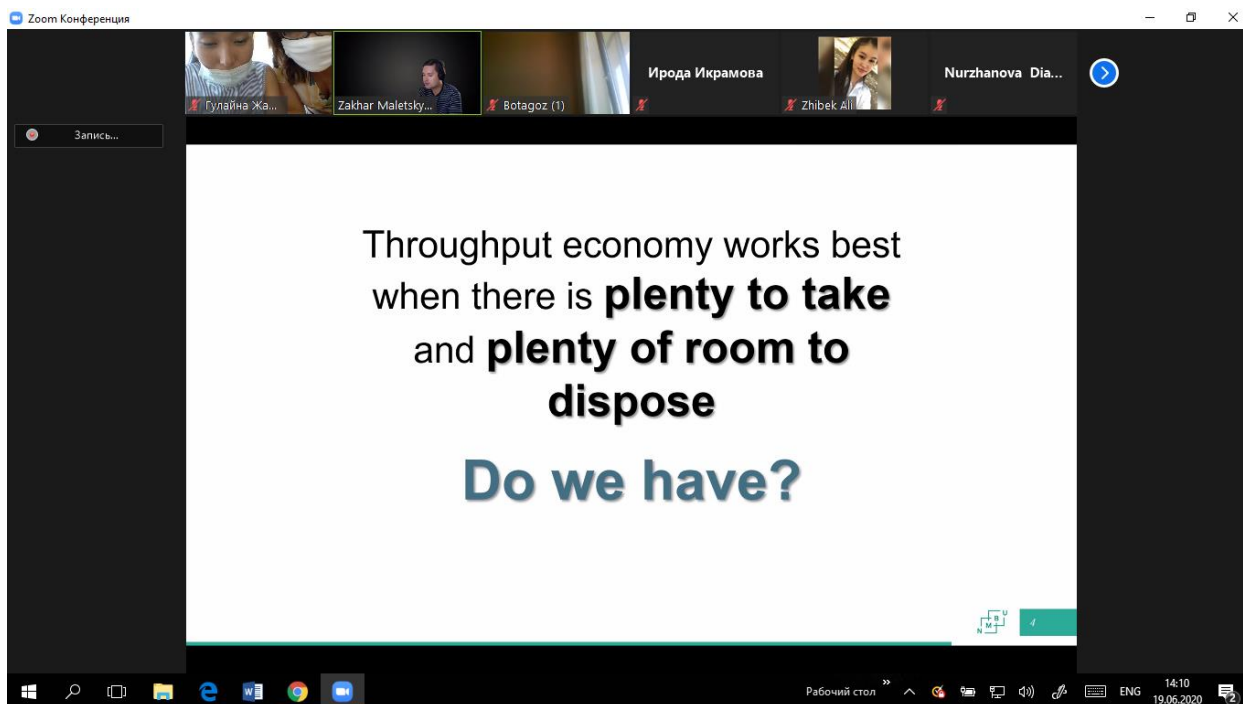 Zoom Конференция
Гулайна Жа...
Zakhar Maletsky...
Botagoz (1)
Ирода Икрамова
Zhibek Ali
Nurzhanova Dia...
Запись...
Throughput economy works best
when there is plenty to take
and plenty of room to
dispose
Do we have?
N M B U
4
Рабочий стол
ENG
14:10
19.06.2020
2